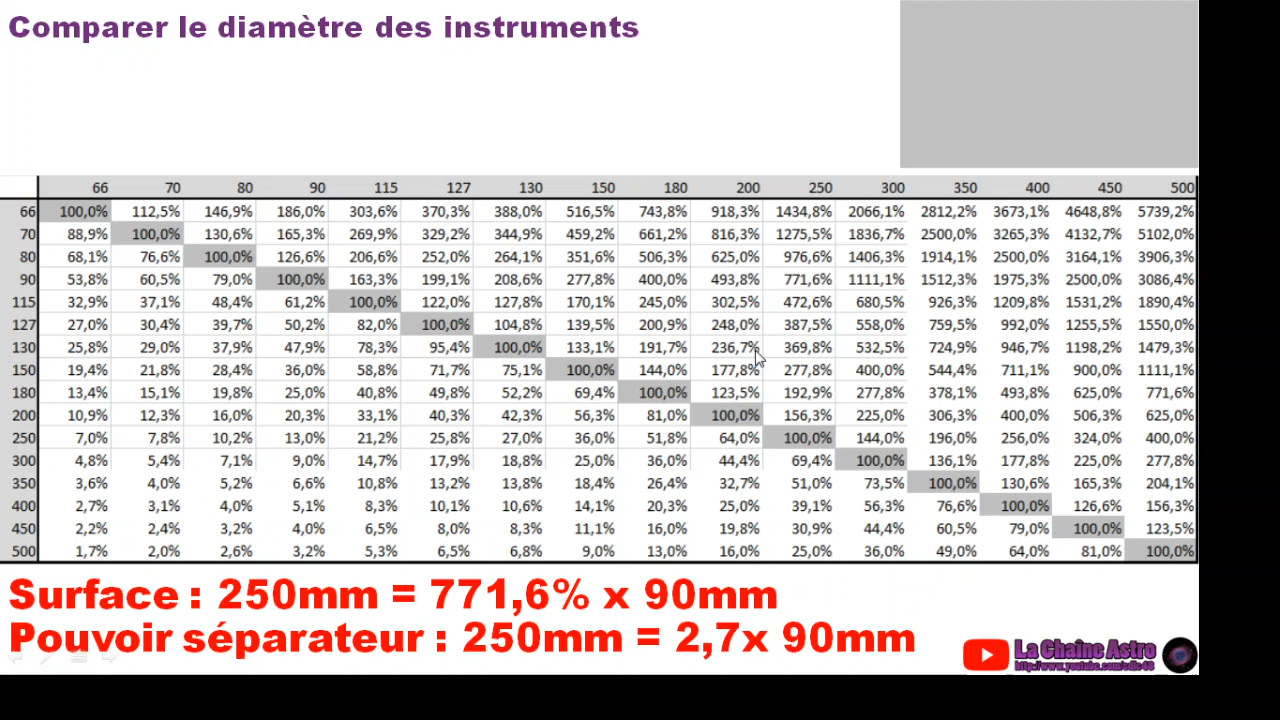 Comparer le diamètre des instruments
66 70 80 90 115 127 130 150 180 200 250 300 350 400 450 500
66 100,0% 112,5% 146,9% 186,0% 303,6% 370,3% 388,0% 516,5% 743,8% 918,3% 1434,8% 2066,1% 2812,2% 3673,1% 4648,8% 5739,2%
70 88,9% 100,0% 130,6% 165,3% 269,9% 329,2% 344,9% 459,2% 661,2% 816,3% 1275,5% 1836,7% 2500,0% 3265,3% 4132,7% 5102,0%
80 68,1% 76,6% 100,0% 126,6% 206,6% 252,0% 264,1% 351,6% 506,3% 625,0% 976,6% 1406,3% 1914,1% 2500,0% 3164,1% 3906,3%
90 53,8% 60,5% 79,0% 100,0% 163,3% 199,1% 208,6% 277,8% 400,0% 493,8% 771,6% 1111,1% 1512,3% 1975,3% 2500,0% 3086,4%
115 32,9% 37,1% 48,4% 61,2% 100,0% 122,0% 127,8% 170,1% 245,0% 302,5% 472,6% 680,5% 926,3% 1209,8% 1531,2% 1890,4%
127 27,0% 30,4% 39,7% 50,2% 82,0% 100,0% 104,8% 139,5% 200,9% 248,0% 387,5% 558,0% 759,5% 992,0% 1255,5% 1550,0%
130 25,8% 29,0% 37,9% 47,9% 78,3% 95,4% 100,0% 133,1% 191,7% 236,7% 369,8% 532,5% 724,9% 946,7% 1198,2% 1479,3%
150 19,4% 21,8% 28,4% 36,0% 58,8% 71,7% 75,1% 100,0% 144,0% 177,8% 277,8% 400,0% 544,4% 711,1% 900,0% 1111,1%
180 13,4% 15,1% 19,8% 25,0% 40,8% 49,8% 52,2% 69,4% 100,0% 123,5% 192,9% 277,8% 378,1% 493,8% 625,0% 771,6%
200 10,9% 12,3% 16,0% 20,3% 33,1% 40,3% 42,3% 56,3% 81,0% 100,0% 156,3% 225,0% 306,3% 400,0% 506,3% 625,0%
250 7,0% 7,8% 10,2% 13,0% 21,2% 25,8% 27,0% 36,0% 51,8% 64,0% 100,0% 144,0% 196,0% 256,0% 324,0% 400,0%
300 4,8% 5,4% 7,1% 9,0% 14,7% 17,9% 18,8% 25,0% 36,0% 44,4% 69,4% 100,0% 136,1% 177,8% 225,0% 277,8%
350 3,6% 4,0% 5,2% 6,6% 10,8% 13,2% 13,8% 18,4% 26,4% 32,7% 51,0% 73,5% 100,0% 130,6% 165,3% 204,1%
400 2,7% 3,1% 4,0% 5,1% 8,3% 10,1% 10,6% 14,1% 20,3% 25,0% 39,1% 56,3% 76,6% 100,0% 126,6% 156,3%
450 2,2% 2,4% 3,2% 4,0% 6,5% 8,0% 8,3% 11,1% 16,0% 19,8% 30,9% 44,4% 60,5% 79,0% 100,0% 123,5%
500 1,7% 2,0% 2,6% 3,2% 5,3% 6,5% 6,8% 9,0% 13,0% 16,0% 25,0% 36,0% 49,0% 64,0% 81,0% 100,0%
Surface : 250mm = 771,6% x 90mm
Pouvoir séparateur : 250mm = 2,7x 90mm
La Chaîne Astro